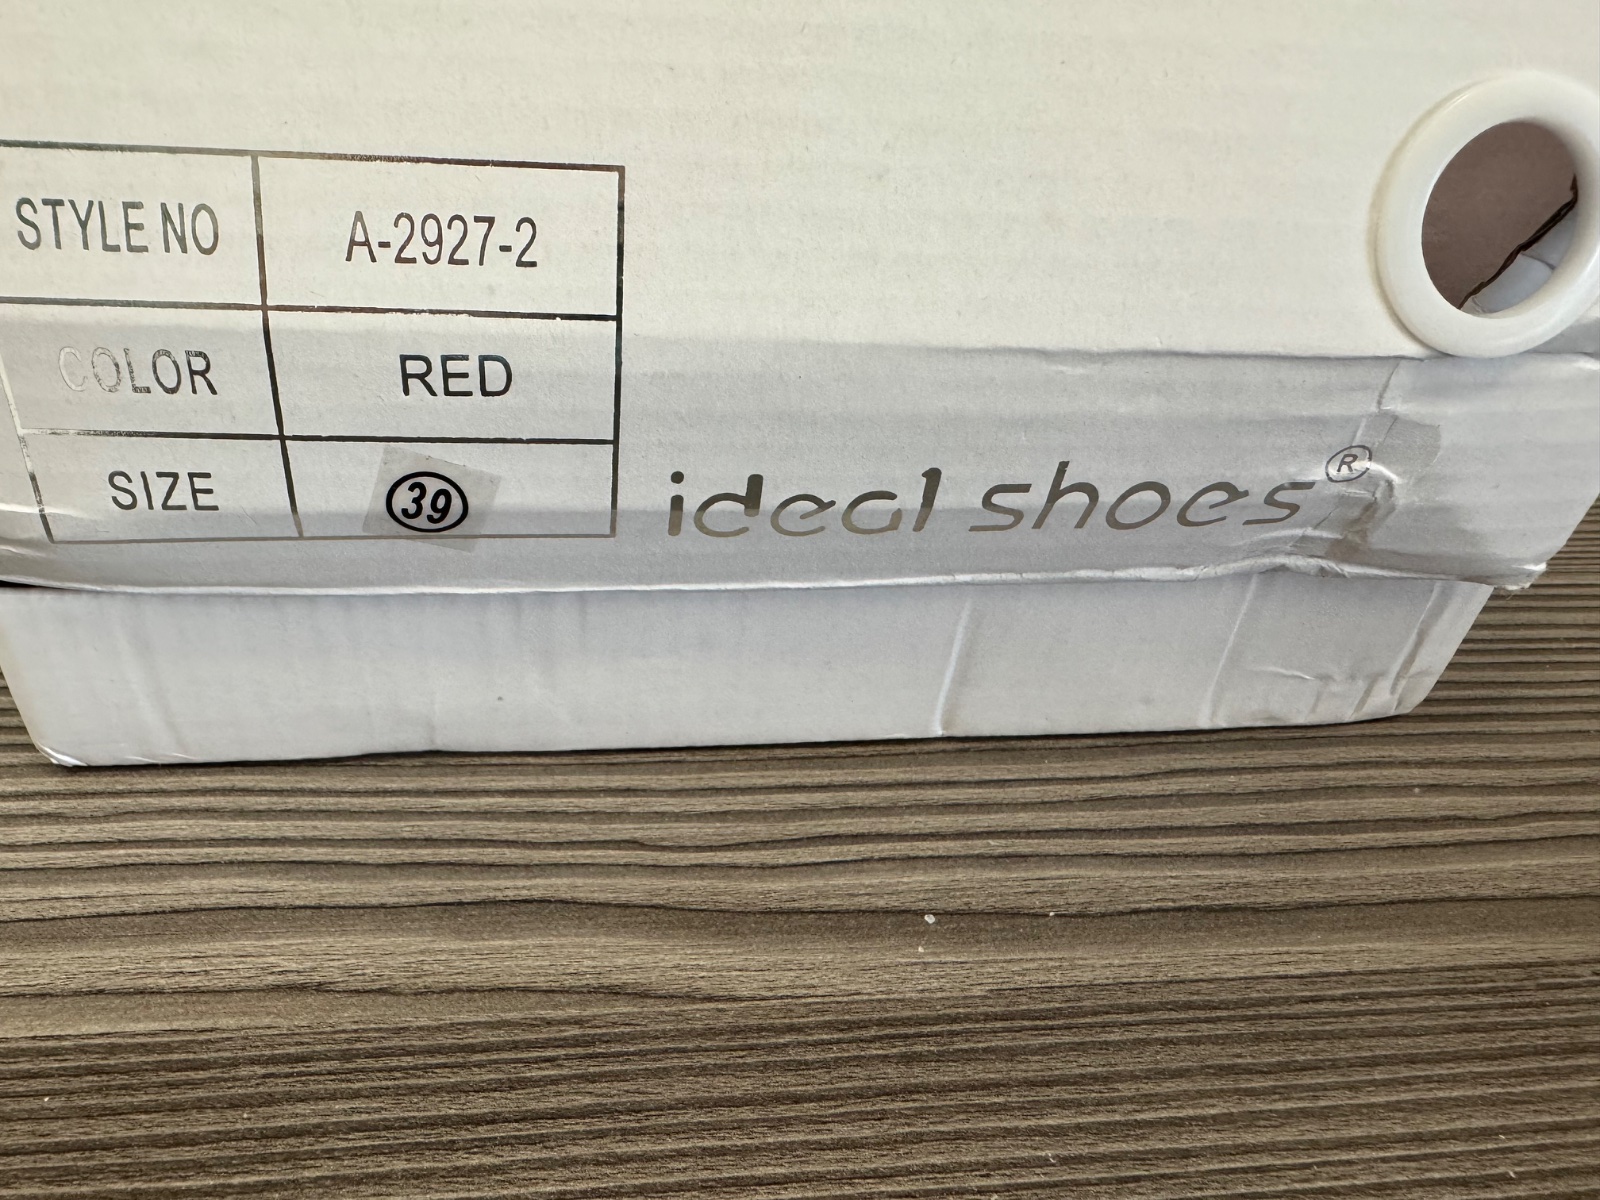 STYLE NO A-2927-2
COLOR RED
SIZE 39
ideal shoes®